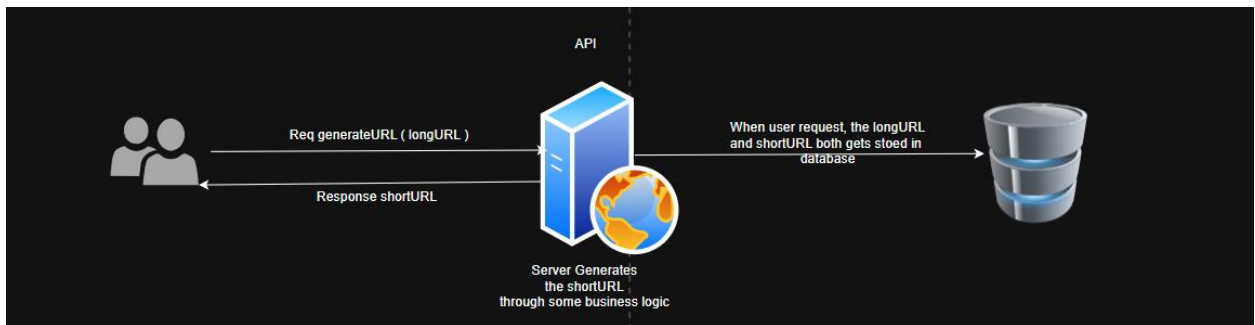 API
Req generateURL ( longURL )
Response shortURL
When user request, the longURL
and shortURL both gets stoed in
database
Server Generates
the shortURL
through some business logic